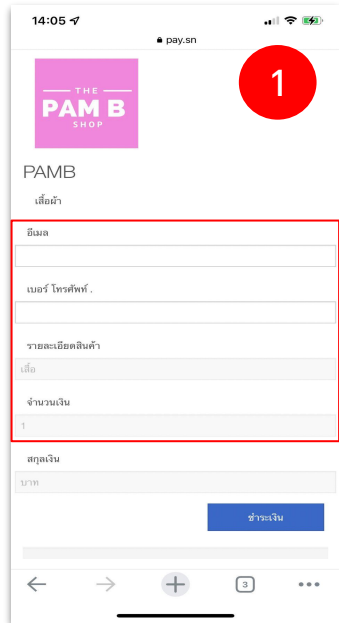 14:05
pay.sn
THE
PAM B
SHOP
1
PAMB
เสื้อผ้า
อีเมล
เบอร์ โทรศัพท์ .
รายละเอียดสินค้า
เสื้อ
จำนวนเงิน
1
สกุลเงิน
บาท
ชำระเงิน
3